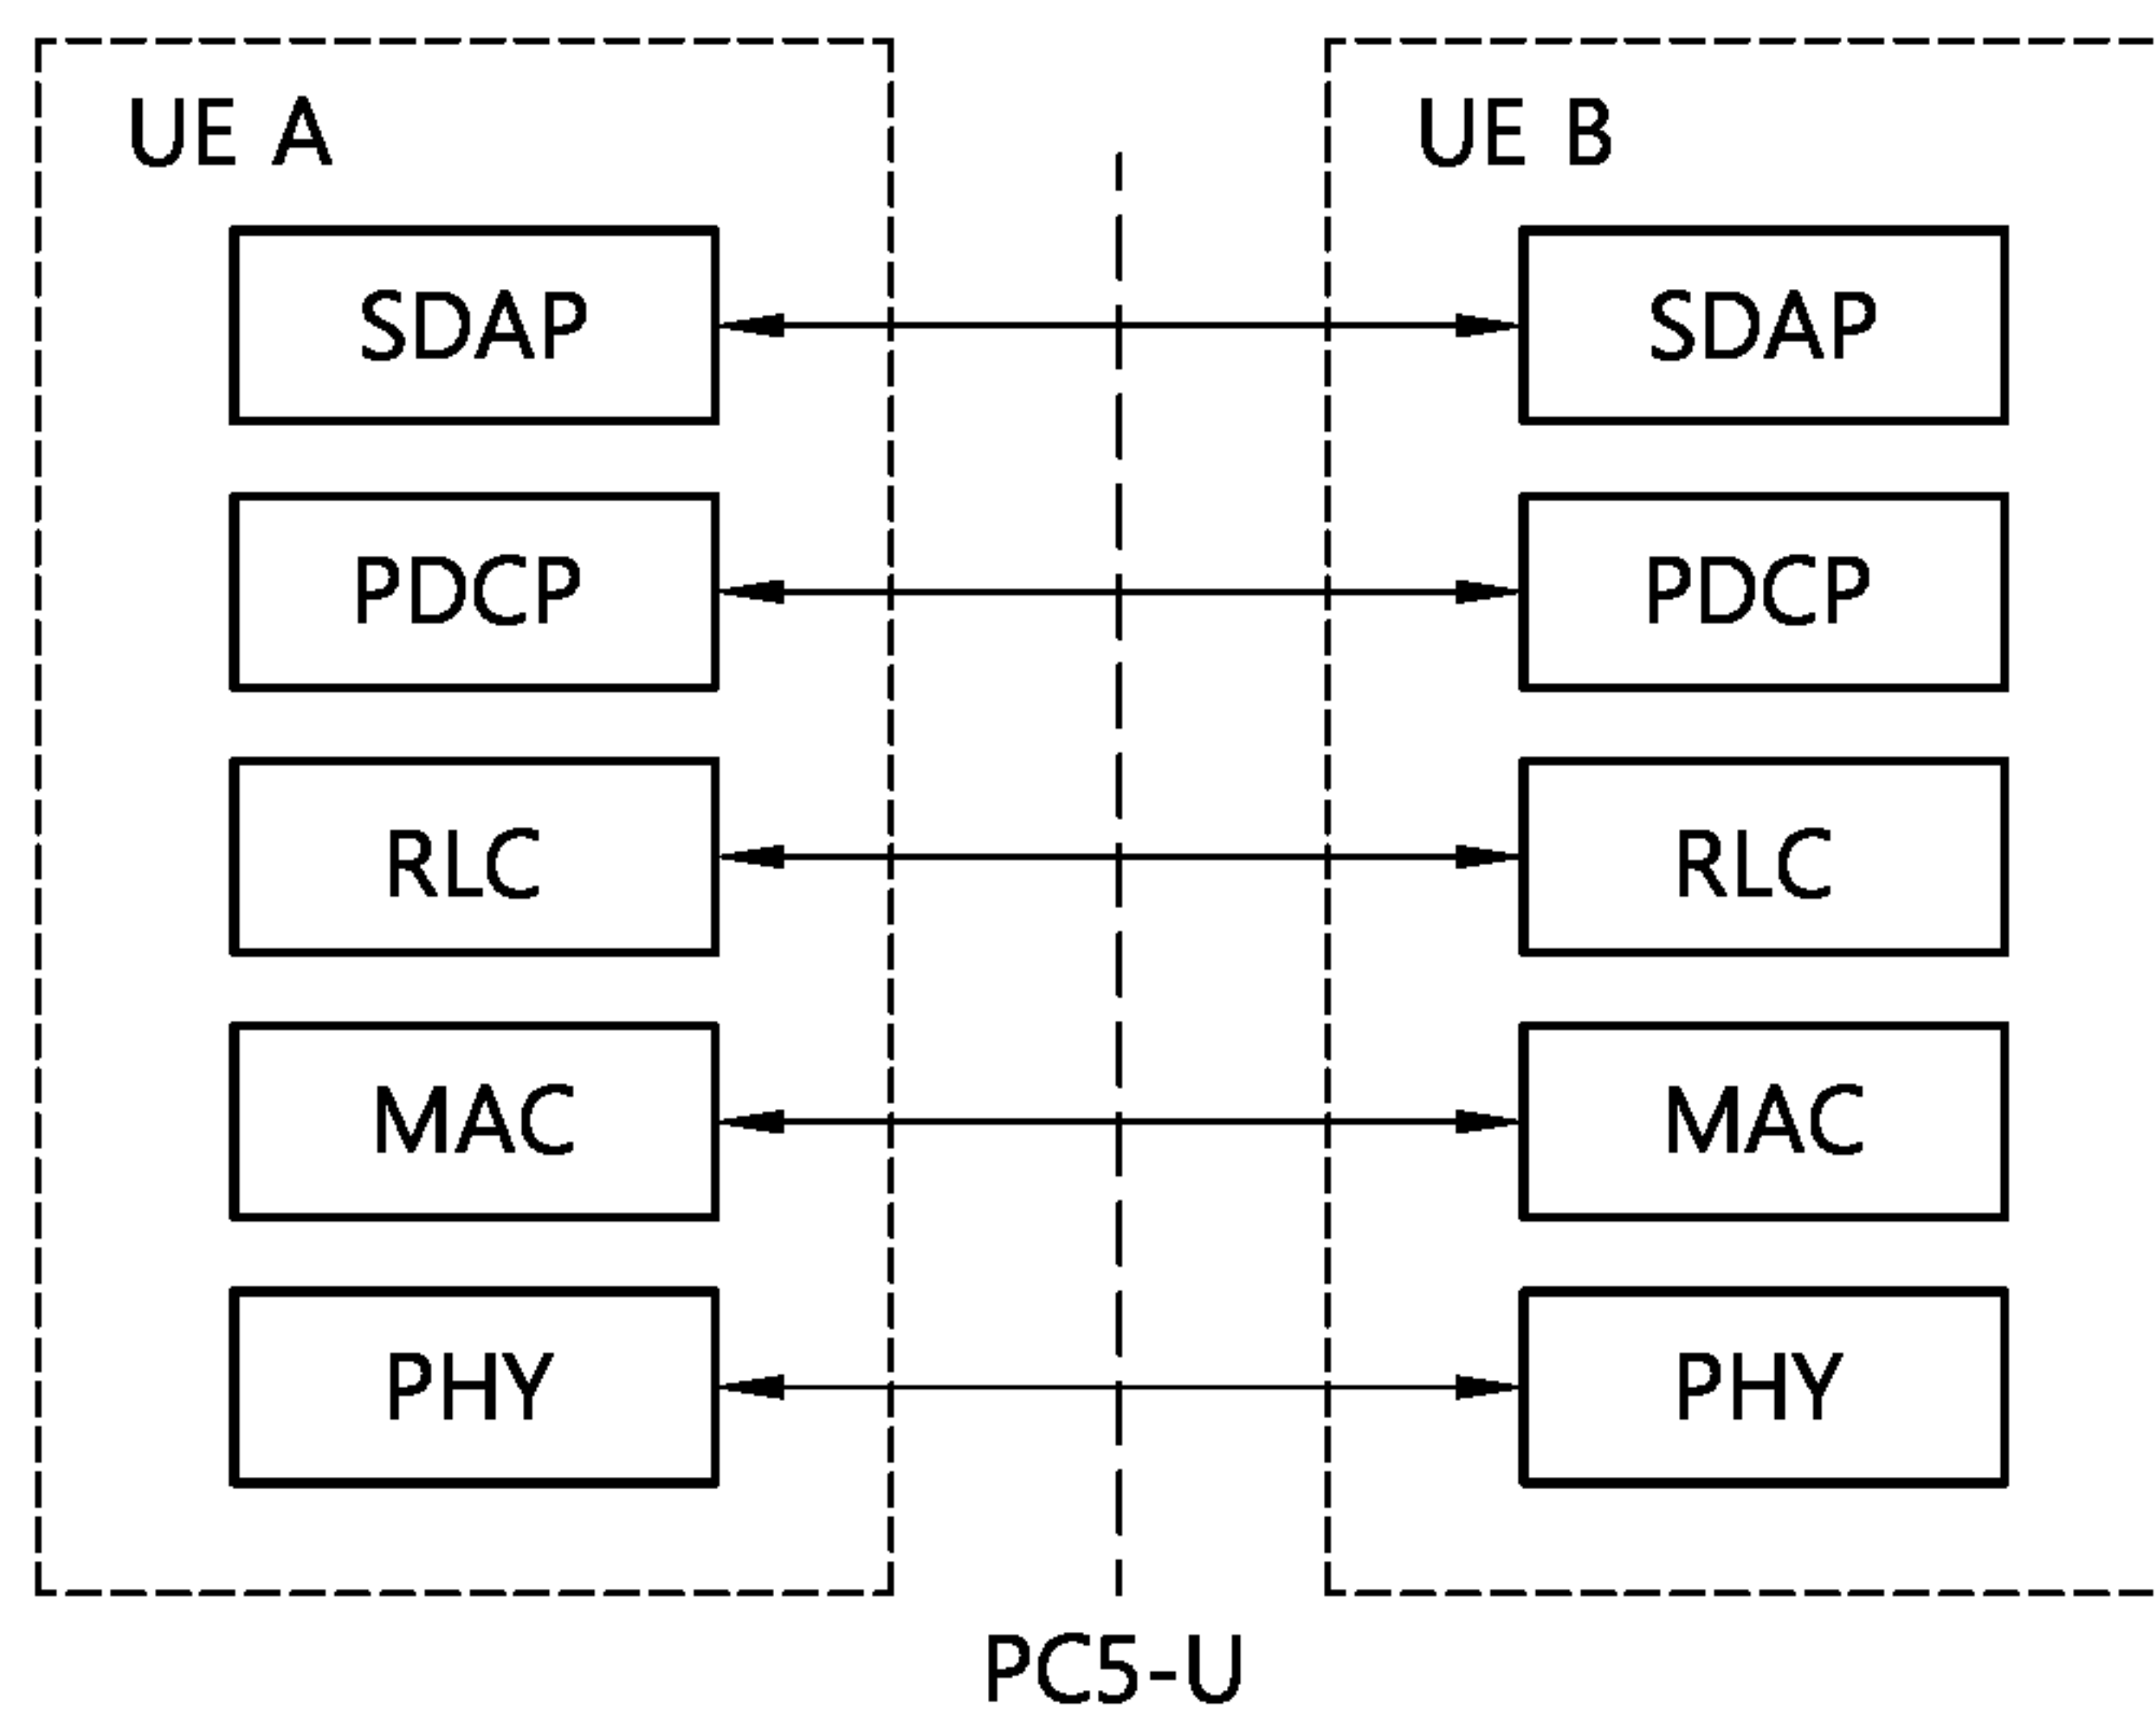 UE A
UE B
SDAP
SDAP
PDCP
PDCP
RLC
RLC
MAC
MAC
PHY
PHY
PC5-U